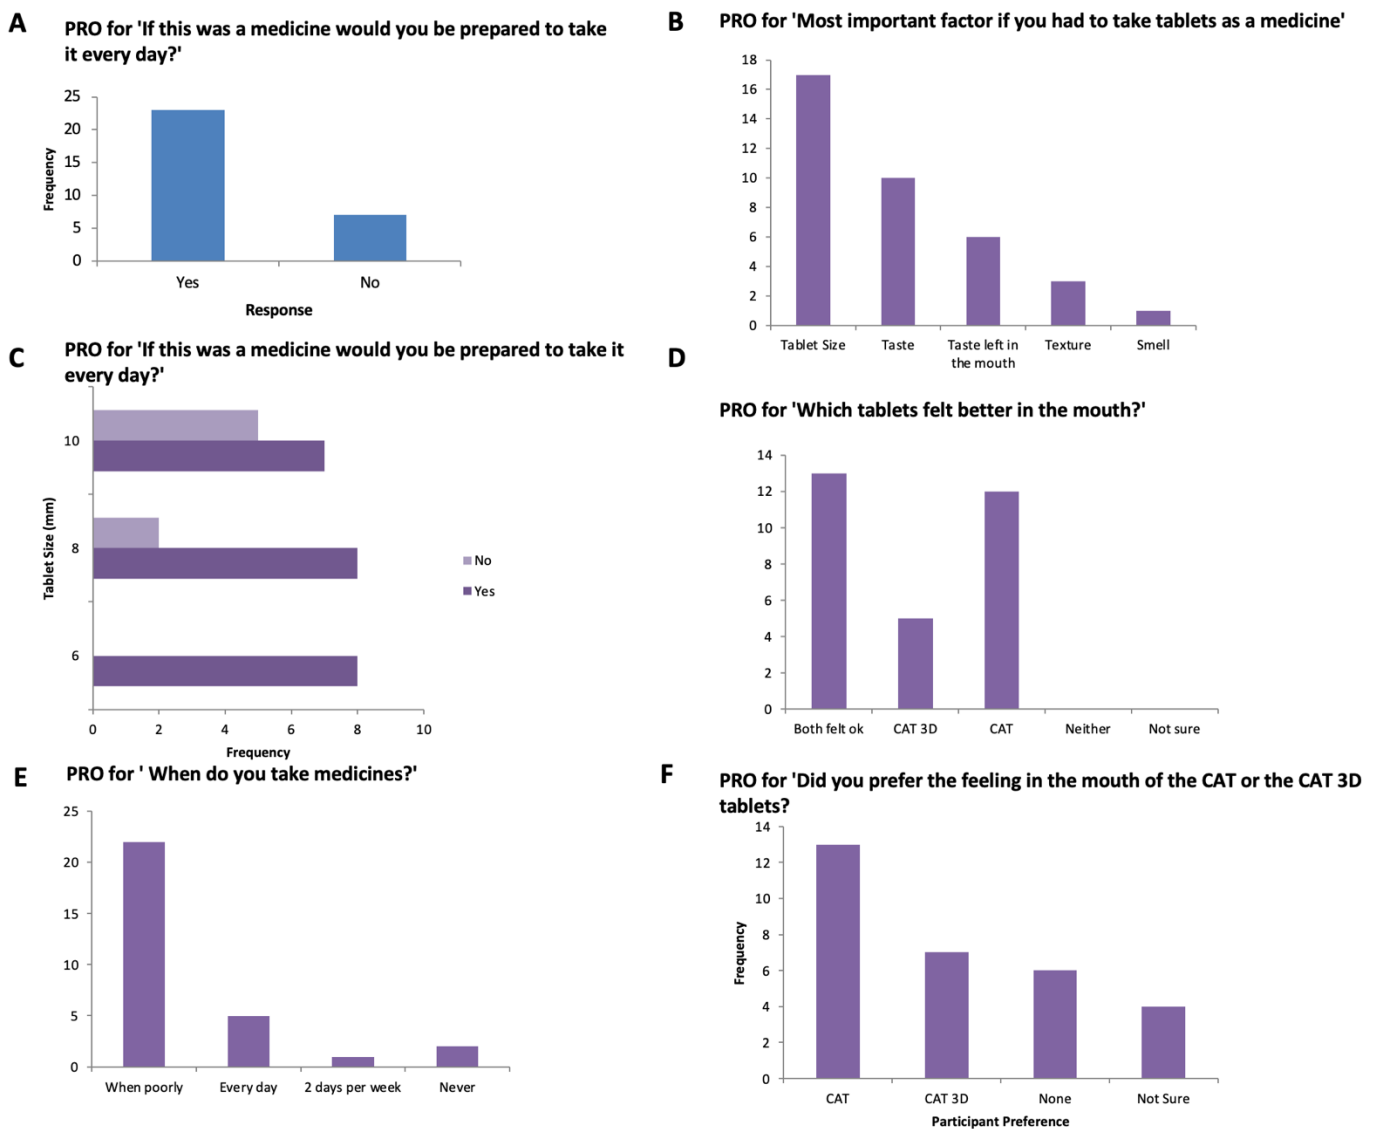 A
PRO for 'If this was a medicine would you be prepared to take
it every day?'
25
20
15
10
5
0
Frequency
Yes
No
Response
B
PRO for 'Most important factor if you had to take tablets as a medicine'
18
16
14
12
10
8
6
4
2
0
Tablet Size
Taste
Taste left in
the mouth
Texture
Smell
C
PRO for 'If this was a medicine would you be prepared to take it
every day?'
10
8
6
Tablet Size (mm)
No
Yes
0
2
4
6
8
10
Frequency
D
PRO for 'Which tablets felt better in the mouth?'
14
12
10
8
6
4
2
0
Both felt ok
CAT 3D
CAT
Neither
Not sure
E
PRO for ' When do you take medicines?'
25
20
15
10
5
0
When poorly
Every day
2 days per week
Never
F
PRO for 'Did you prefer the feeling in the mouth of the CAT or the CAT 3D
tablets?
14
12
10
8
6
4
2
0
Frequency
CAT
CAT 3D
None
Not Sure
Participant Preference